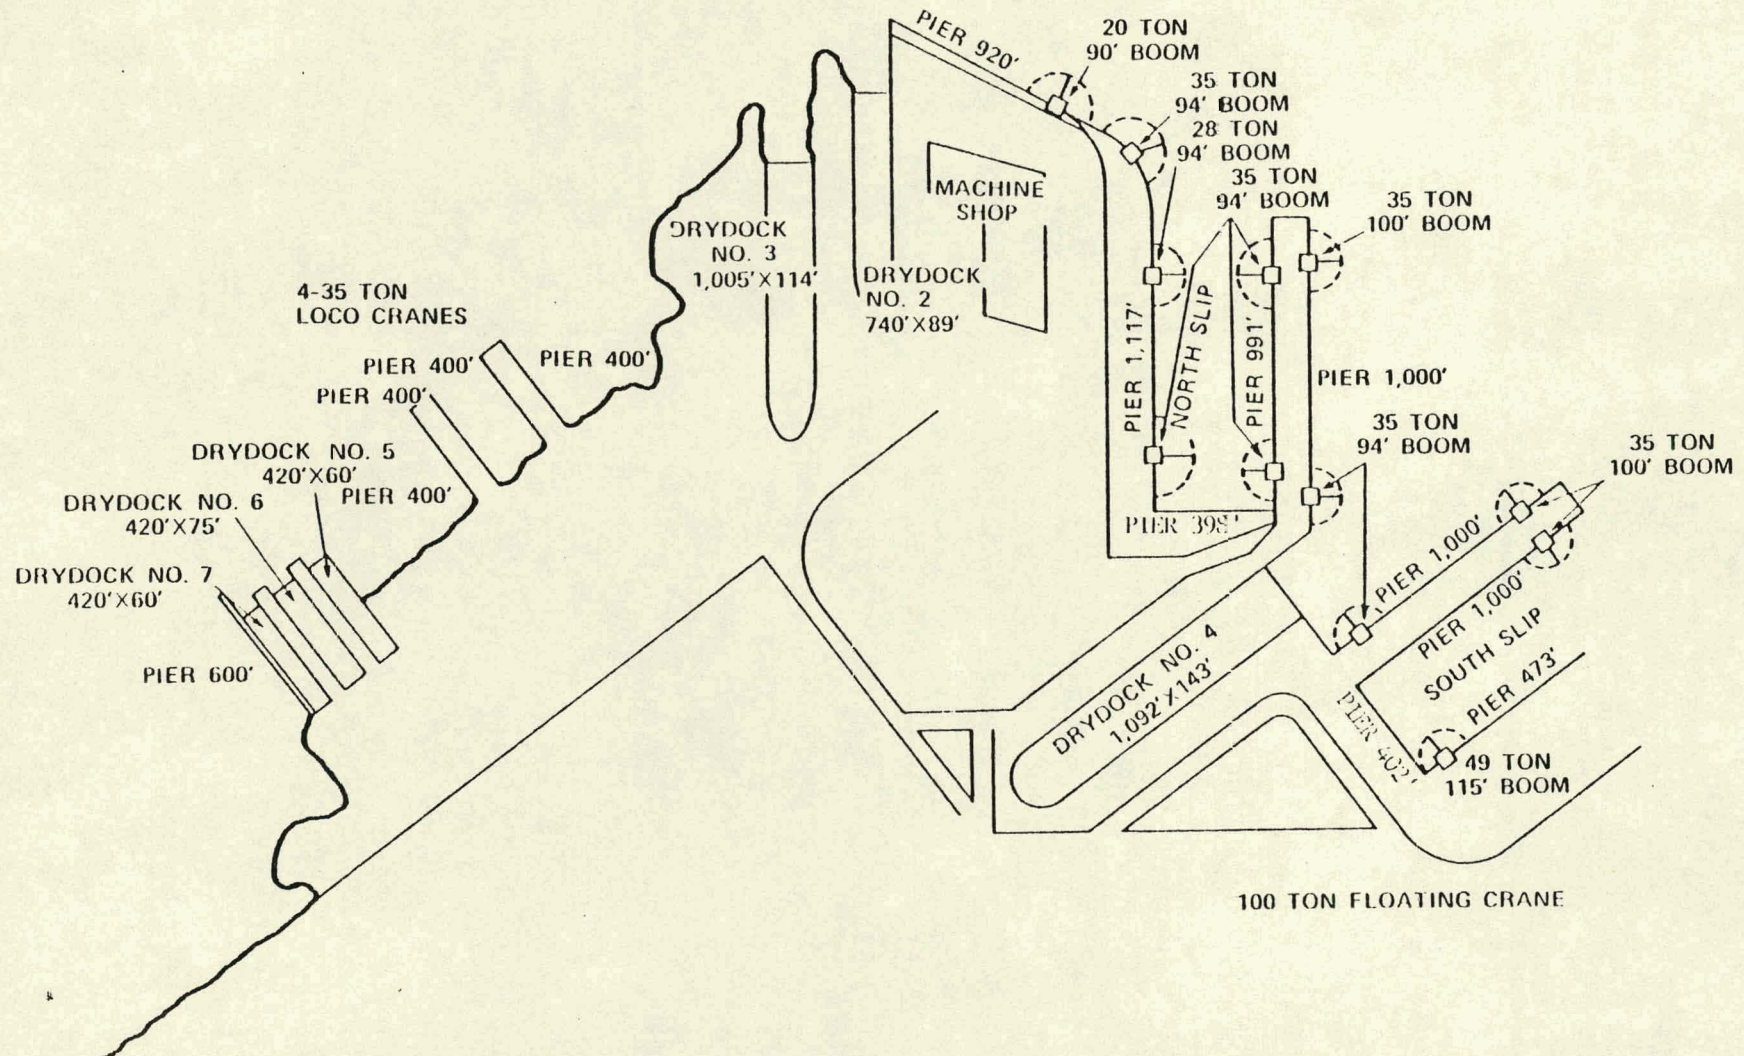 PIER 920'
20 TON
90' BOOM
35 TON
94' BOOM
28 TON
94' BOOM
35 TON
94' BOOM
35 TON
100' BOOM
MACHINE
SHOP
DRYDOCK
NO. 3
1,005'X114'
DRYDOCK
NO. 2
740'X89'
4-35 TON
LOCO CRANES
PIER 400'
PIER 400'
PIER 400'
PIER 1,117'
NORTH SLIP
PIER 991'
PIER 1,000'
35 TON
94' BOOM
35 TON
100' BOOM
DRYDOCK NO. 5
420'X60'
PIER 400'
DRYDOCK NO. 6
420'X75'
DRYDOCK NO. 7
420'X60'
PIER 600'
PIER 398'
PIER 1,000'
PIER 1,000'
SOUTH SLIP
PIER 473'
DRYDOCK NO. 4
1,092'X143'
PIER 402'
49 TON
115' BOOM
100 TON FLOATING CRANE